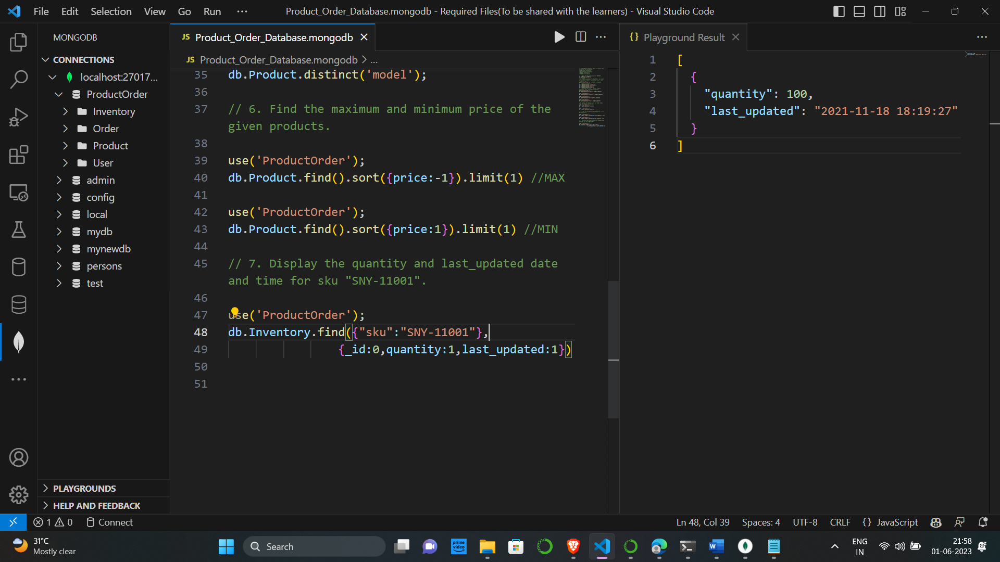 File Edit Selection View Go Run ··· Product_Order_Database.mongodb - Required Files(To be shared with the learners) - Visual Studio Code
MONGODB
CONNECTIONS
localhost:27017...
ProductOrder
Inventory
Order
Product
User
admin
config
local
mydb
mynewdb
persons
test
PLAYGROUNDS
HELP AND FEEDBACK
JS Product_Order_Database.mongodb
JS Product_Order_Database.mongodb > ...
35 db.Product.distinct('model');
36
37 // 6. Find the maximum and minimum price of the
given products.
38
39 use('ProductOrder');
40 db.Product.find().sort({price:-1}).limit(1) //MAX
41
42 use('ProductOrder');
43 db.Product.find().sort({price:1}).limit(1) //MIN
44
45 // 7. Display the quantity and last_updated date
and time for sku "SNY-11001".
46
47 use('ProductOrder');
48 db.Inventory.find({"sku":"SNY-11001"},
49 {_id:0,quantity:1,last_updated:1})
50
51
{} Playground Result
1 [
2 {
3 "quantity": 100,
4 "last_updated": "2021-11-18 18:19:27"
5 }
6 ]
1 0 Connect
Ln 48, Col 39 Spaces: 4 UTF-8 CRLF {} JavaScript
31°C
Mostly clear
Search
prime video
W
ENG
IN
21:58
01-06-2023